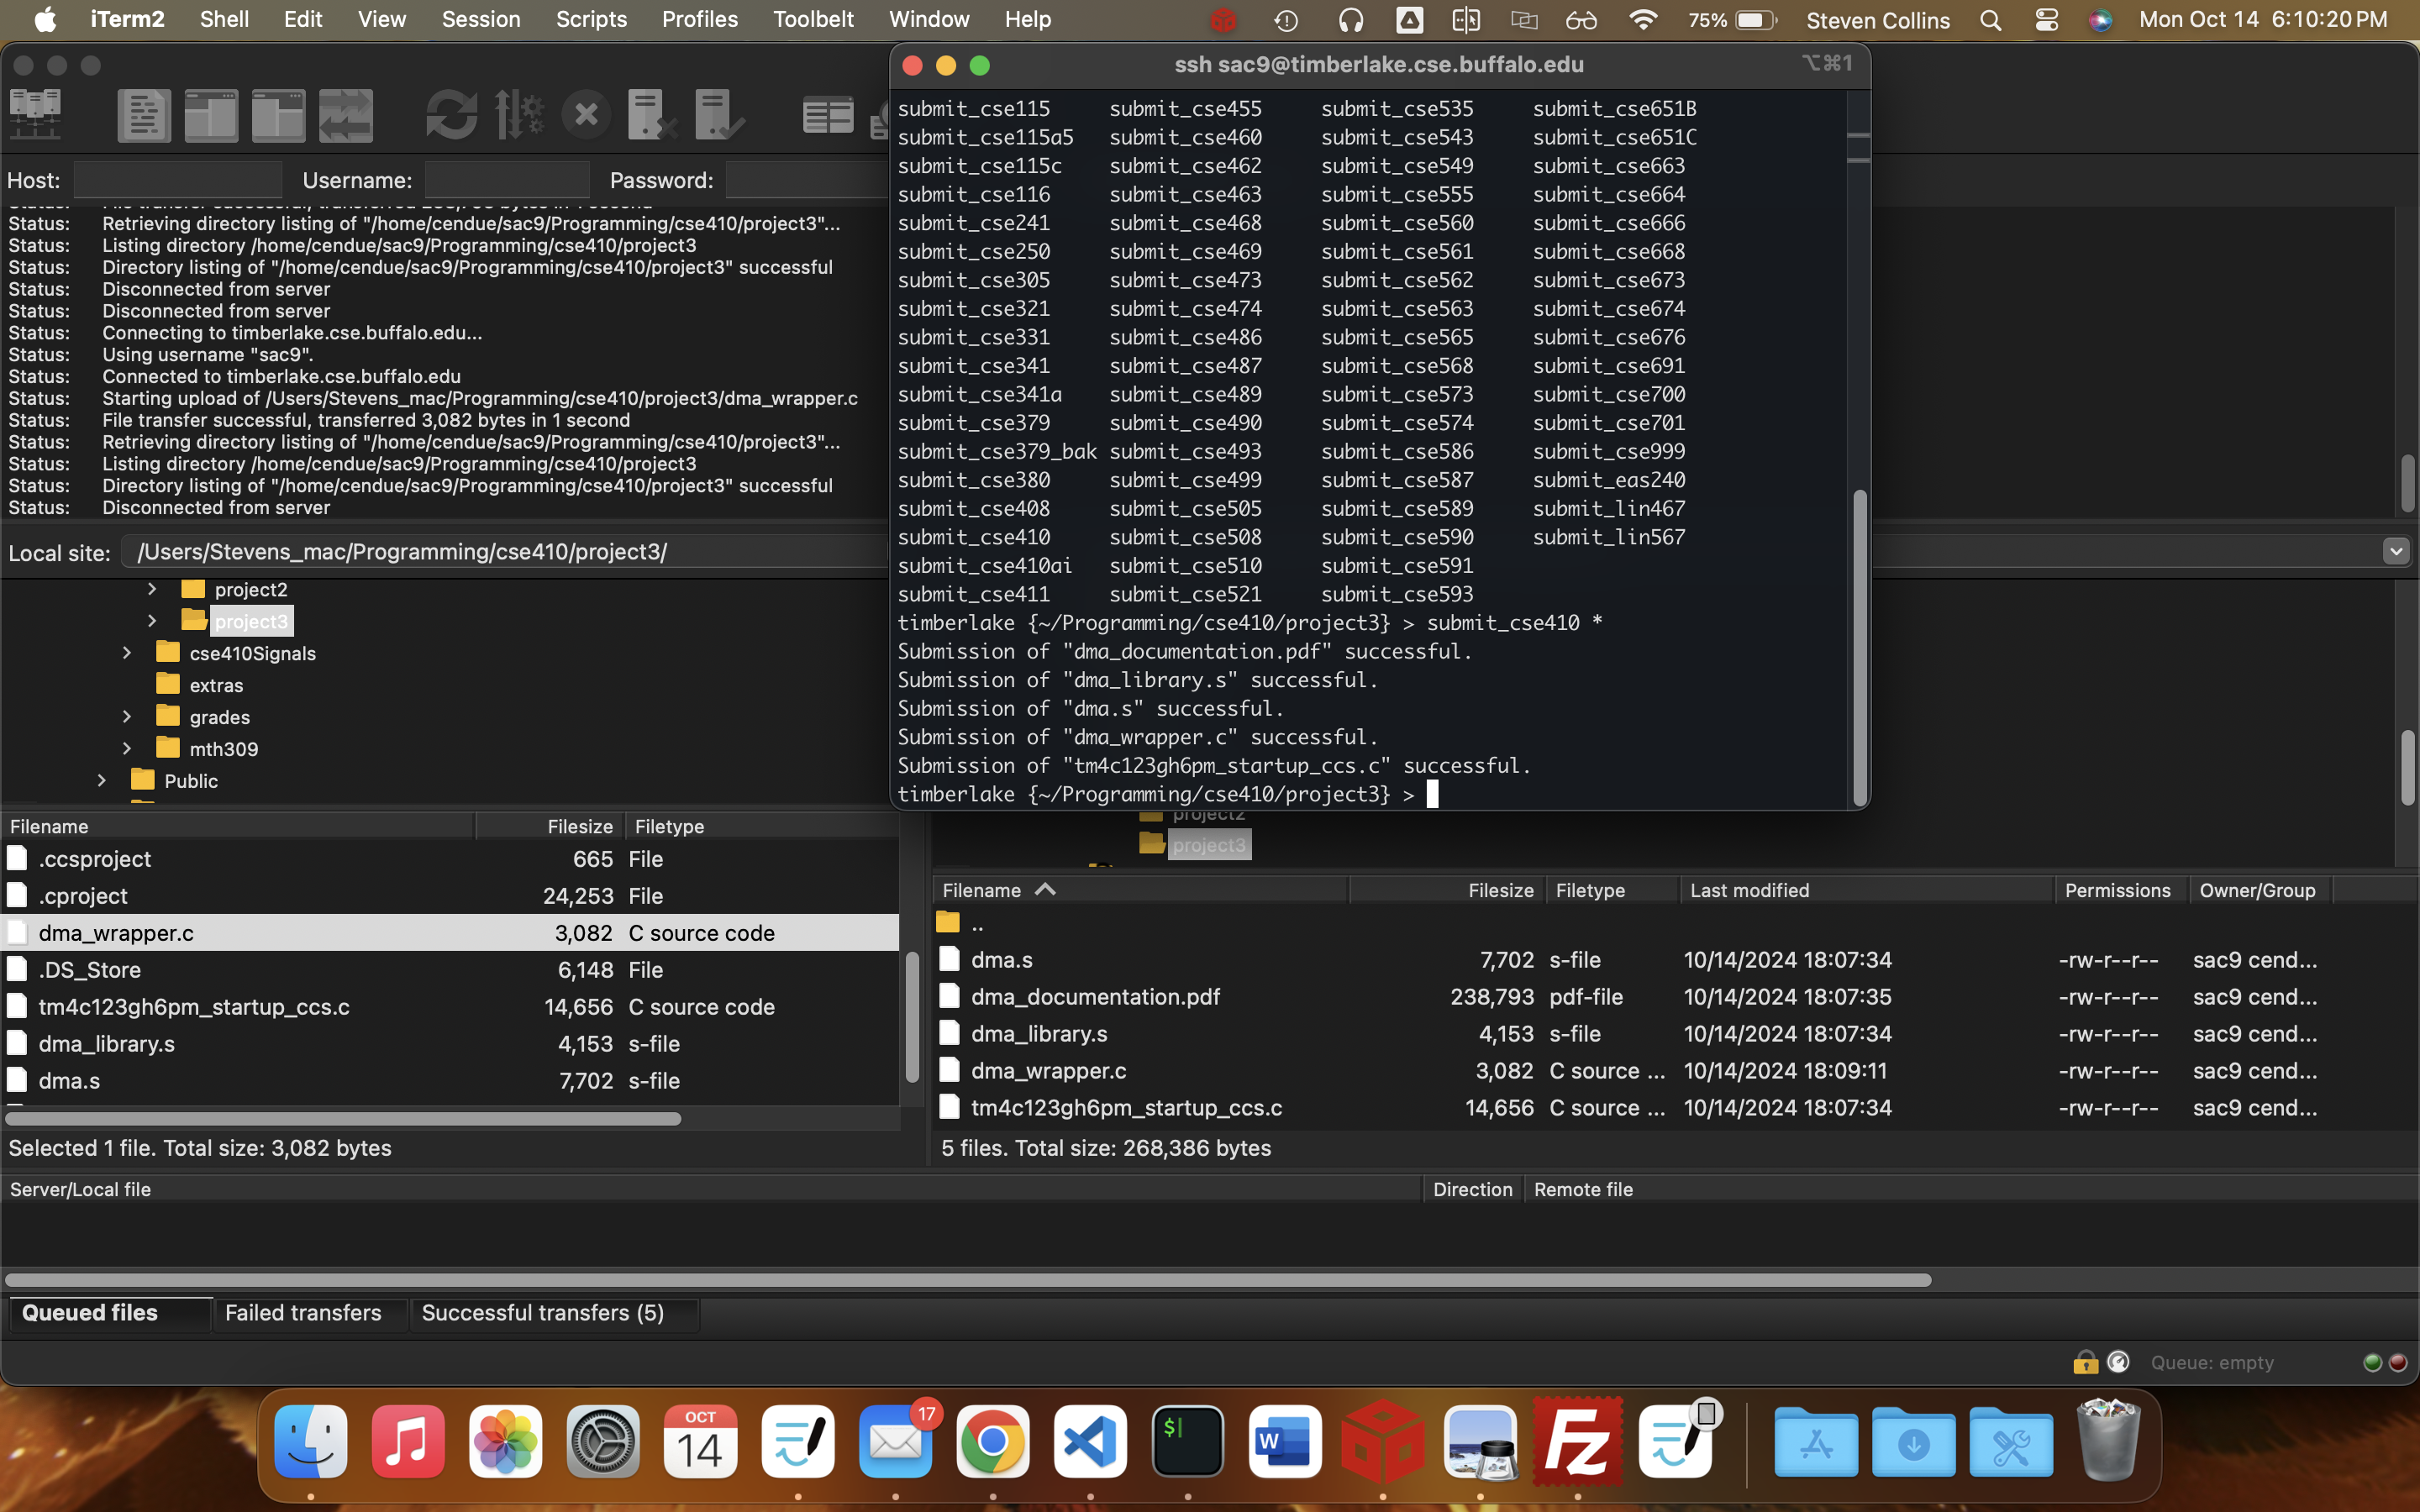 iTerm2 Shell Edit View Session Scripts Profiles Toolbelt Window Help 75% Steven Collins Mon Oct 14 6:10:20 PM
Host: Username: Password:
Status: Retrieving directory listing of "/home/cendue/sac9/Programming/cse410/project3"...
Status: Listing directory /home/cendue/sac9/Programming/cse410/project3
Status: Directory listing of "/home/cendue/sac9/Programming/cse410/project3" successful
Status: Disconnected from server
Status: Disconnected from server
Status: Connecting to timberlake.cse.buffalo.edu...
Status: Using username "sac9".
Status: Connected to timberlake.cse.buffalo.edu
Status: Starting upload of /Users/Stevens_mac/Programming/cse410/project3/dma_wrapper.c
Status: File transfer successful, transferred 3,082 bytes in 1 second
Status: Retrieving directory listing of "/home/cendue/sac9/Programming/cse410/project3"...
Status: Listing directory /home/cendue/sac9/Programming/cse410/project3
Status: Directory listing of "/home/cendue/sac9/Programming/cse410/project3" successful
Status: Disconnected from server
ssh sac9@timberlake.cse.buffalo.edu ⌥⌘1
submit_cse115 submit_cse455 submit_cse535 submit_cse651B
submit_cse115a5 submit_cse460 submit_cse543 submit_cse651C
submit_cse115c submit_cse462 submit_cse549 submit_cse663
submit_cse116 submit_cse463 submit_cse555 submit_cse664
submit_cse241 submit_cse468 submit_cse560 submit_cse666
submit_cse250 submit_cse469 submit_cse561 submit_cse668
submit_cse305 submit_cse473 submit_cse562 submit_cse673
submit_cse321 submit_cse474 submit_cse563 submit_cse674
submit_cse331 submit_cse486 submit_cse565 submit_cse676
submit_cse341 submit_cse487 submit_cse568 submit_cse691
submit_cse341a submit_cse489 submit_cse573 submit_cse700
submit_cse379 submit_cse490 submit_cse574 submit_cse701
submit_cse379_bak submit_cse493 submit_cse586 submit_cse999
submit_cse380 submit_cse499 submit_cse587 submit_eas240
submit_cse408 submit_cse505 submit_cse589 submit_lin467
submit_cse410 submit_cse508 submit_cse590 submit_lin567
submit_cse410ai submit_cse510 submit_cse591
submit_cse411 submit_cse521 submit_cse593
timberlake {~/Programming/cse410/project3} > submit_cse410 *
Submission of "dma_documentation.pdf" successful.
Submission of "dma_library.s" successful.
Submission of "dma.s" successful.
Submission of "dma_wrapper.c" successful.
Submission of "tm4c123gh6pm_startup_ccs.c" successful.
timberlake {~/Programming/cse410/project3} >
Local site: /Users/Stevens_mac/Programming/cse410/project3/
project2
project3
cse410Signals
extras
grades
mth309
Public
Filename Filesize Filetype
.ccsproject 665 File
.cproject 24,253 File
dma_wrapper.c 3,082 C source code
.DS_Store 6,148 File
tm4c123gh6pm_startup_ccs.c 14,656 C source code
dma_library.s 4,153 s-file
dma.s 7,702 s-file
Selected 1 file. Total size: 3,082 bytes
project2
project3
Filename Filesize Filetype Last modified Permissions Owner/Group
..
dma.s 7,702 s-file 10/14/2024 18:07:34 -rw-r--r-- sac9 cend...
dma_documentation.pdf 238,793 pdf-file 10/14/2024 18:07:35 -rw-r--r-- sac9 cend...
dma_library.s 4,153 s-file 10/14/2024 18:07:34 -rw-r--r-- sac9 cend...
dma_wrapper.c 3,082 C source ... 10/14/2024 18:09:11 -rw-r--r-- sac9 cend...
tm4c123gh6pm_startup_ccs.c 14,656 C source ... 10/14/2024 18:07:34 -rw-r--r-- sac9 cend...
5 files. Total size: 268,386 bytes
Server/Local file Direction Remote file
Queued files Failed transfers Successful transfers (5)
Queue: empty
OCT
14
17
$
W
Fz